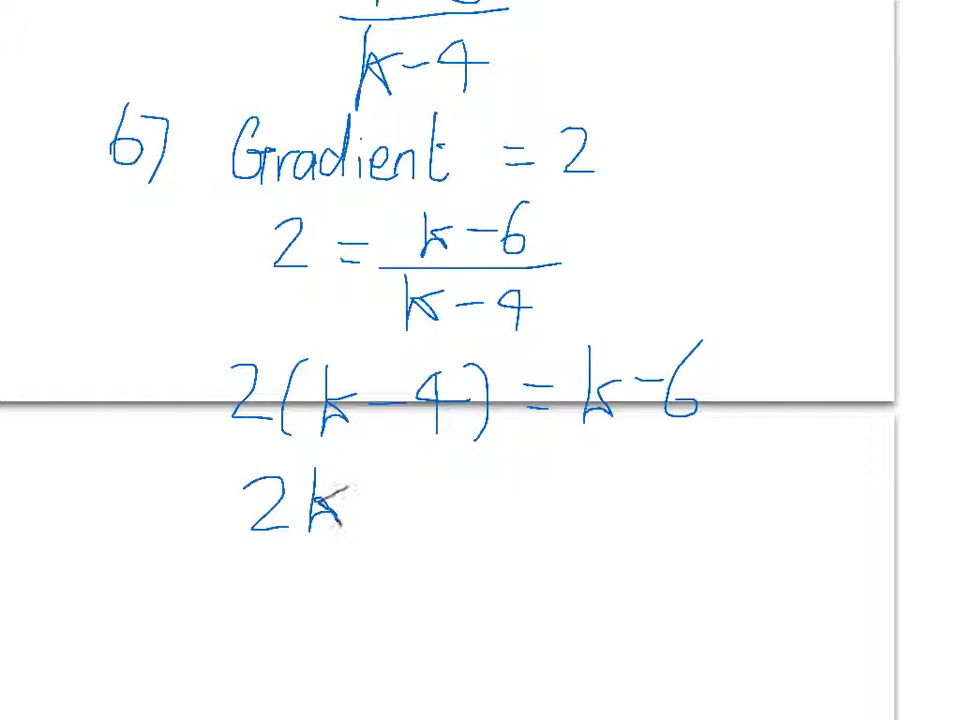 k-4
b) Gradient = 2
2 = k-6
k-4
2(k-4) = k-6
2k